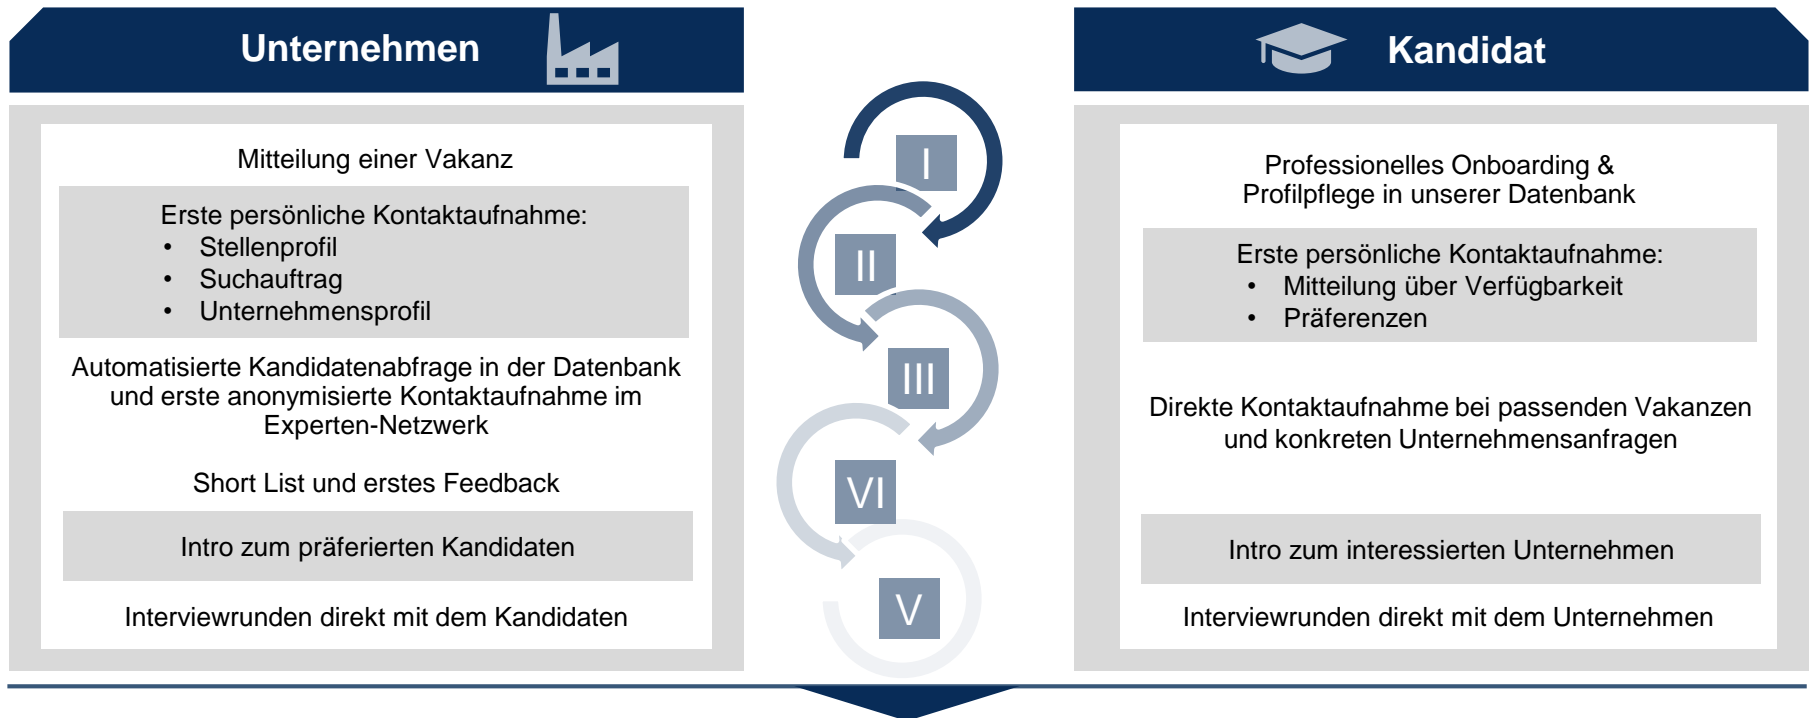 Unternehmen
Mitteilung einer Vakanz
Erste persönliche Kontaktaufnahme:
• Stellenprofil
• Suchauftrag
• Unternehmensprofil
Automatisierte Kandidatenabfrage in der Datenbank
und erste anonymisierte Kontaktaufnahme im
Experten-Netzwerk
Short List und erstes Feedback
Intro zum präferierten Kandidaten
Interviewrunden direkt mit dem Kandidaten
I
II
III
VI
V
Kandidat
Professionelles Onboarding &
Profilpflege in unserer Datenbank
Erste persönliche Kontaktaufnahme:
• Mitteilung über Verfügbarkeit
• Präferenzen
Direkte Kontaktaufnahme bei passenden Vakanzen
und konkreten Unternehmensanfragen
Intro zum interessierten Unternehmen
Interviewrunden direkt mit dem Unternehmen